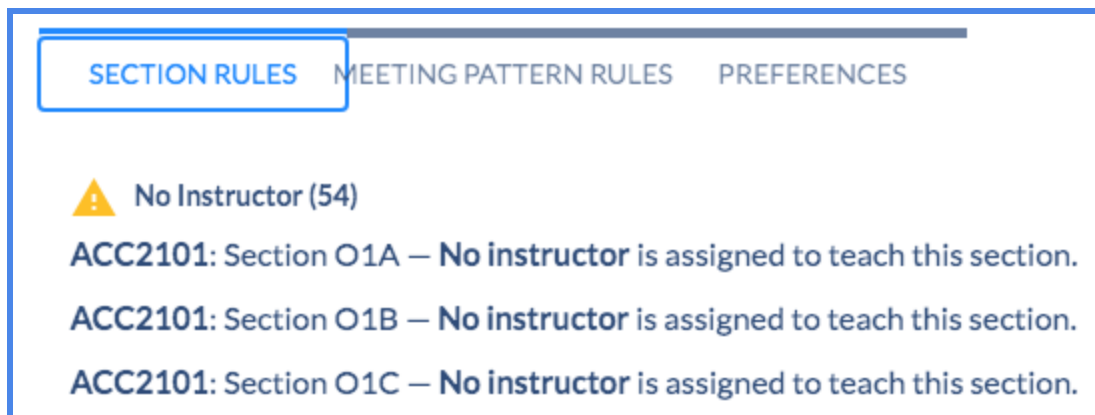 SECTION RULES MEETING PATTERN RULES PREFERENCES
No Instructor (54)
ACC2101: Section O1A — No instructor is assigned to teach this section.
ACC2101: Section O1B — No instructor is assigned to teach this section.
ACC2101: Section O1C — No instructor is assigned to teach this section.